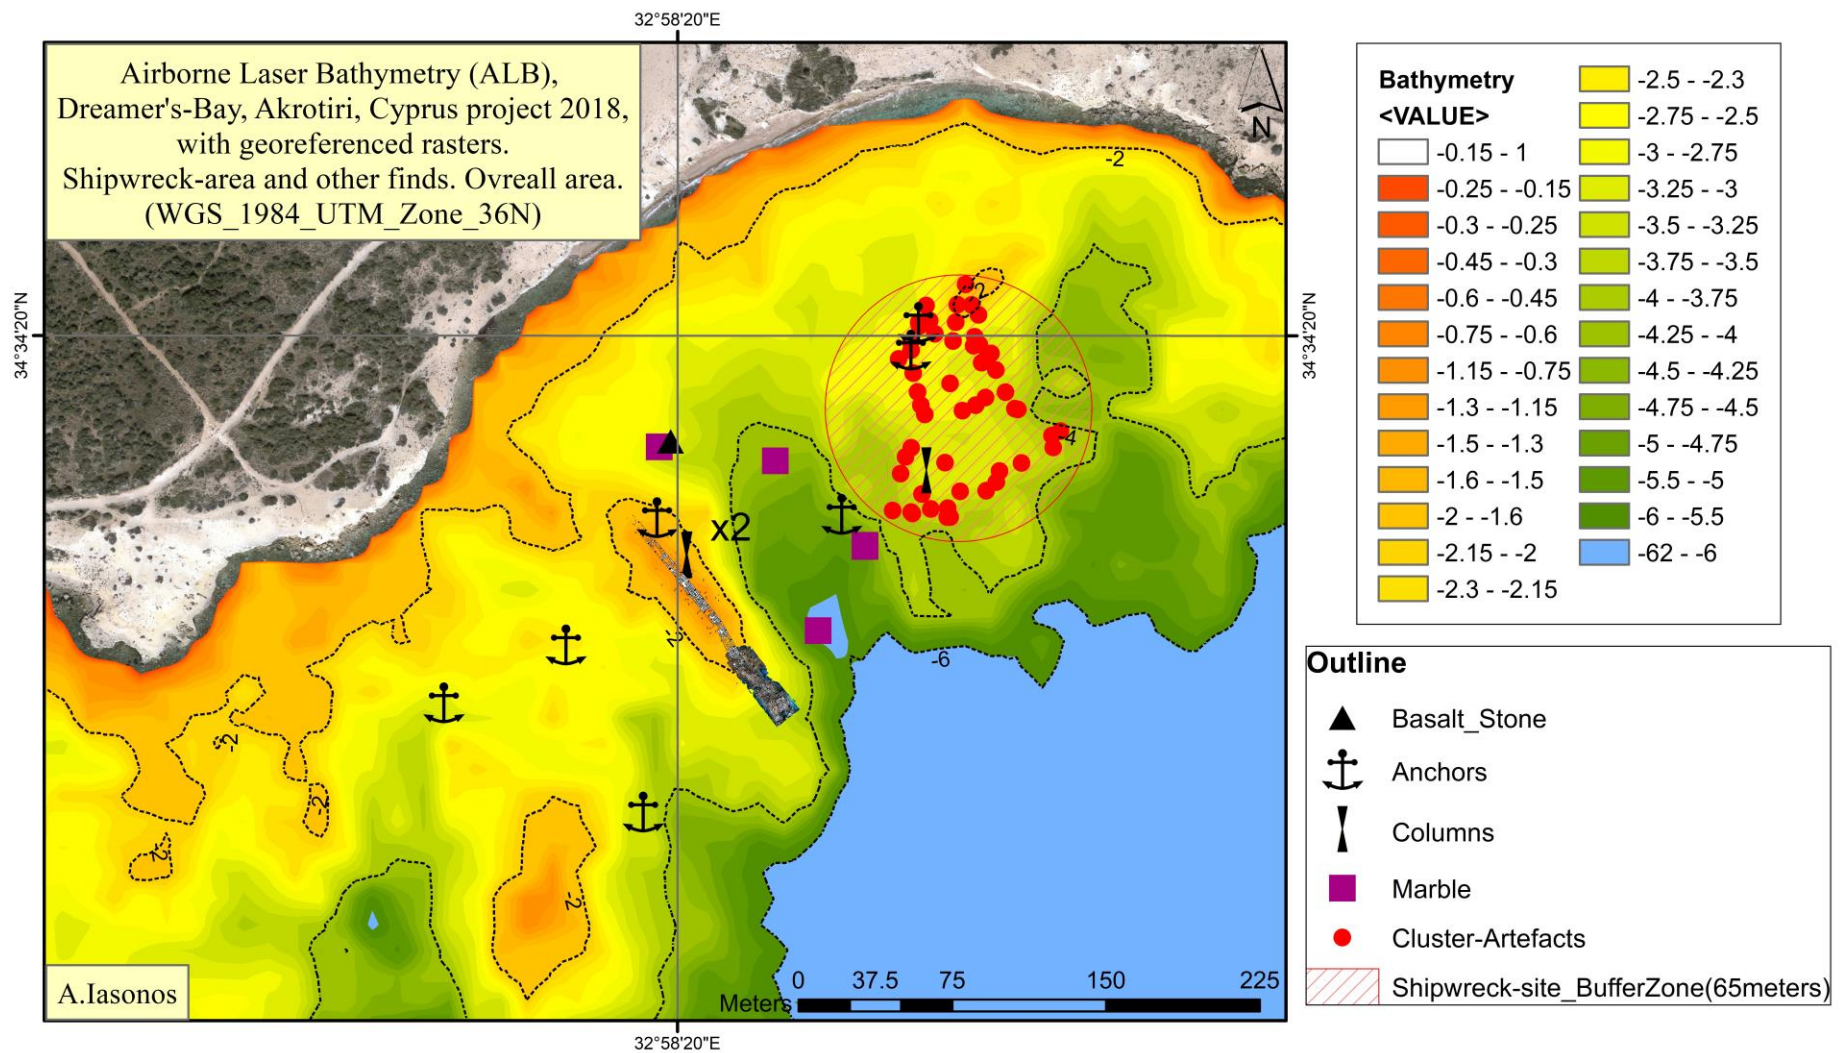 32°58'20"E
Airborne Laser Bathymetry (ALB),
Dreamer's-Bay, Akrotiri, Cyprus project 2018,
with georeferenced rasters.
Shipwreck-area and other finds. Ovreall area.
(WGS_1984_UTM_Zone_36N)
N
34°34'20"N
34°34'20"N
-2
-2
-4
x2
-2
-6
-2
-2
-2
-2
A.Iasonos
0 37.5 75 150 225
Meters
32°58'20"E
Bathymetry
<VALUE>
-0.15 - 1
-0.25 - -0.15
-0.3 - -0.25
-0.45 - -0.3
-0.6 - -0.45
-0.75 - -0.6
-1.15 - -0.75
-1.3 - -1.15
-1.5 - -1.3
-1.6 - -1.5
-2 - -1.6
-2.15 - -2
-2.3 - -2.15
-2.5 - -2.3
-2.75 - -2.5
-3 - -2.75
-3.25 - -3
-3.5 - -3.25
-3.75 - -3.5
-4 - -3.75
-4.25 - -4
-4.5 - -4.25
-4.75 - -4.5
-5 - -4.75
-5.5 - -5
-6 - -5.5
-62 - -6
Outline
Basalt_Stone
Anchors
Columns
Marble
Cluster-Artefacts
Shipwreck-site_BufferZone(65meters)